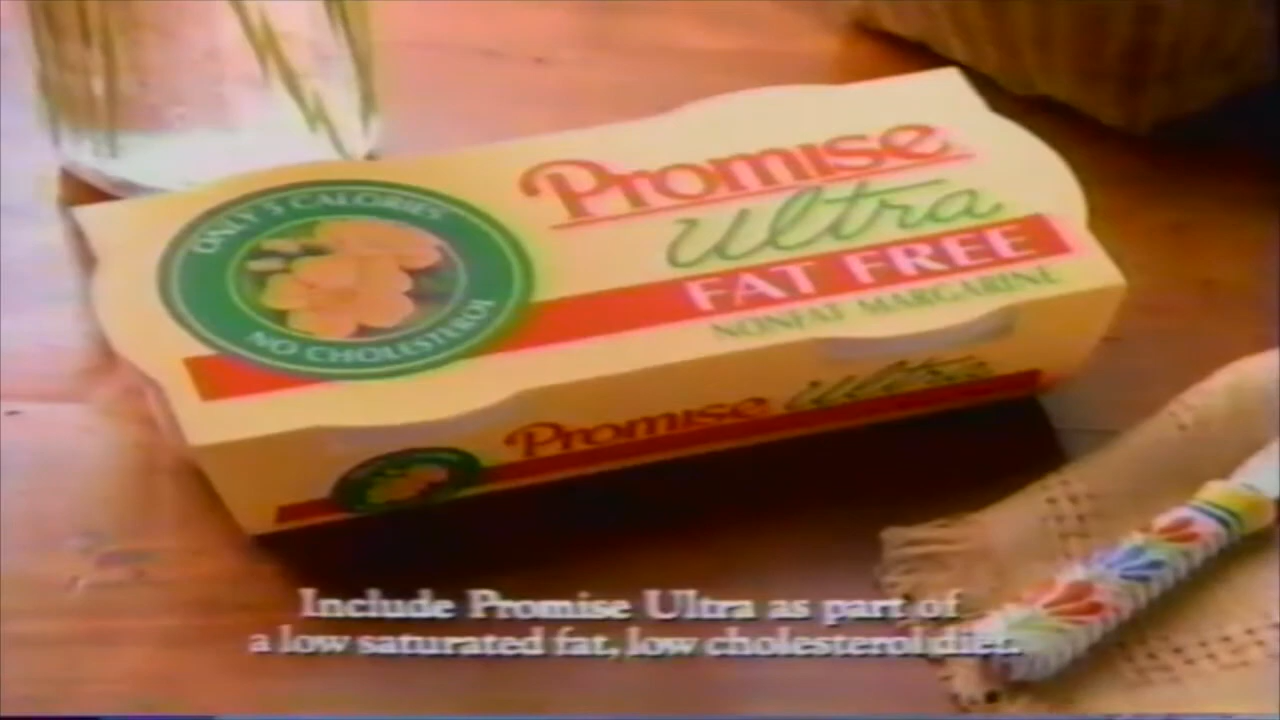 ONLY 5 CALORIES
NO CHOLESTEROL
Promise
Ultra
FAT FREE
NONFAT MARGARINE
Promise Ultra
Include Promise Ultra as part of
a low saturated fat, low cholesterol diet.